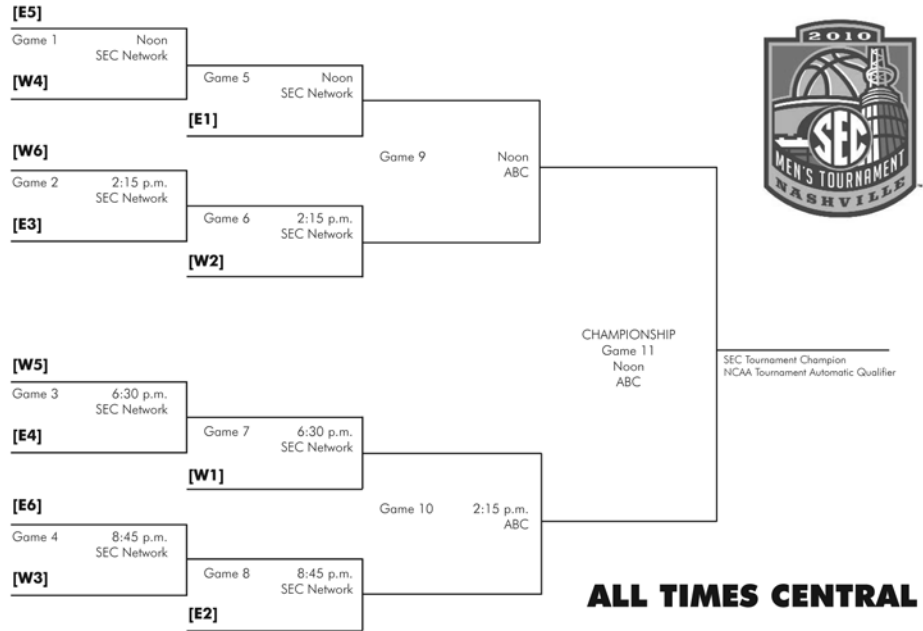 [E5]
Game 1 Noon
SEC Network
[W4]
Game 5 Noon
SEC Network
[E1]
[W6]
Game 2 2:15 p.m.
SEC Network
[E3]
Game 6 2:15 p.m.
SEC Network
[W2]
Game 9 Noon
ABC
[W5]
Game 3 6:30 p.m.
SEC Network
[E4]
Game 7 6:30 p.m.
SEC Network
[W1]
[E6]
Game 4 8:45 p.m.
SEC Network
[W3]
Game 8 8:45 p.m.
SEC Network
[E2]
Game 10 2:15 p.m.
ABC
CHAMPIONSHIP
Game 11
Noon
ABC
SEC Tournament Champion
NCAA Tournament Automatic Qualifier
2010
SEC
MEN'S TOURNAMENT
NASHVILLE
TM
ALL TIMES CENTRAL